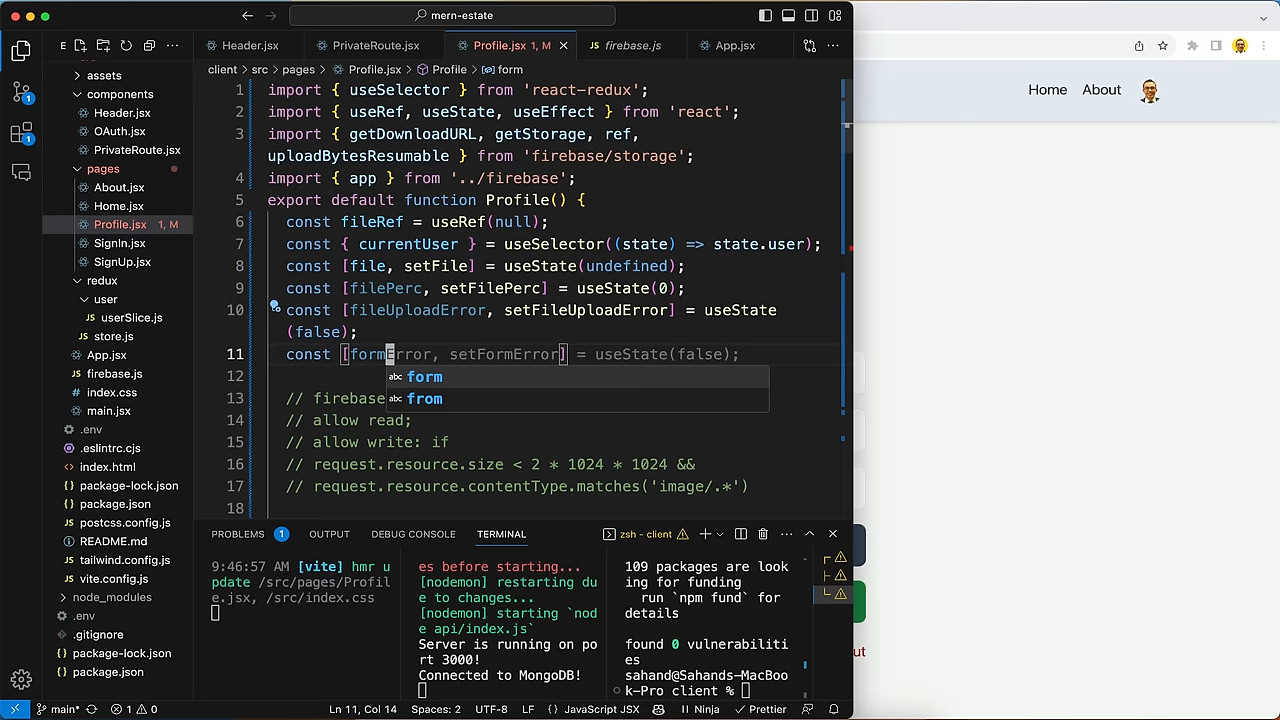 mern-estate
E
Header.jsx
PrivateRoute.jsx
Profile.jsx 1, M
JS firebase.js
App.jsx
client > src > pages > Profile.jsx > Profile > form
assets
components
Header.jsx
OAuth.jsx
PrivateRoute.jsx
pages
About.jsx
Home.jsx
Profile.jsx 1, M
SignIn.jsx
SignUp.jsx
redux
user
JS userSlice.js
JS store.js
App.jsx
JS firebase.js
# index.css
main.jsx
.env
.eslintrc.cjs
index.html
package-lock.json
package.json
JS postcss.config.js
README.md
JS tailwind.config.js
JS vite.config.js
node_modules
.env
.gitignore
package-lock.json
package.json
1 import { useSelector } from 'react-redux';
2 import { useRef, useState, useEffect } from 'react';
3 import { getDownloadURL, getStorage, ref,
uploadBytesResumable } from 'firebase/storage';
4 import { app } from '../firebase';
5 export default function Profile() {
6 const fileRef = useRef(null);
7 const { currentUser } = useSelector((state) => state.user);
8 const [file, setFile] = useState(undefined);
9 const [filePerc, setFilePerc] = useState(0);
10 const [fileUploadError, setFileUploadError] = useState
(false);
11 const [formError, setFormError] = useState(false);
12
abc form
abc from
13 // firebase
14 // allow read;
15 // allow write: if
16 // request.resource.size < 2 * 1024 * 1024 &&
17 // request.resource.contentType.matches('image/.*')
18
PROBLEMS 1 OUTPUT DEBUG CONSOLE TERMINAL
zsh - client
9:46:57 AM [vite] hmr u
pdate /src/pages/Profil
e.jsx, /src/index.css
es before starting...
[nodemon] restarting du
e to changes...
[nodemon] starting `nod
e api/index.js`
Server is running on po
rt 3000!
Connected to MongoDB!
109 packages are look
ing for funding
run `npm fund` for
details
found 0 vulnerabiliti
es
sahand@Sahands-MacBoo
k-Pro client %
1
1
main*
1 0
Ln 11, Col 14
Spaces: 2
UTF-8
LF
{} JavaScript JSX
Ninja
Prettier
Home
About
ut